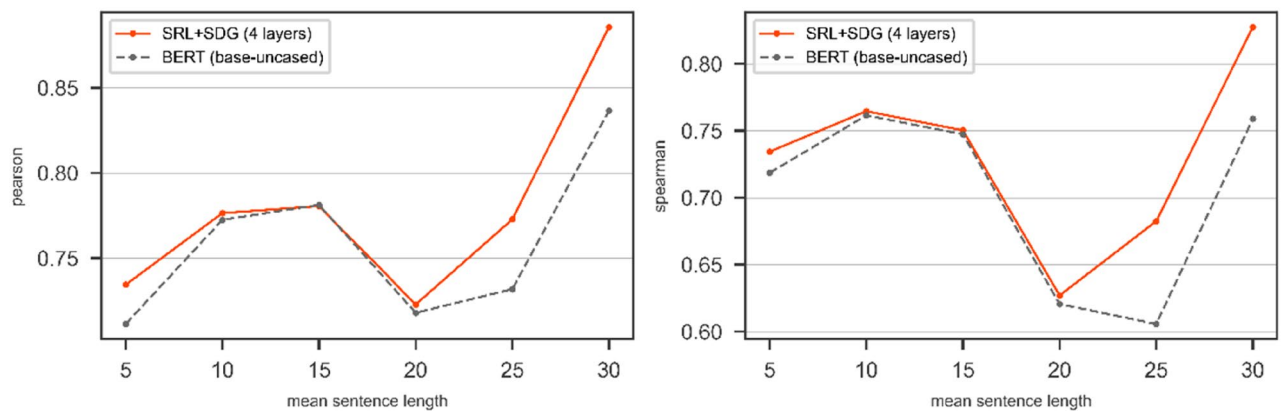 SRL+SDG (4 layers)
BERT (base-uncased)
0.85
0.80
0.75
pearson
5 10 15 20 25 30
mean sentence length
SRL+SDG (4 layers)
BERT (base-uncased)
0.80
0.75
0.70
0.65
0.60
spearman
5 10 15 20 25 30
mean sentence length